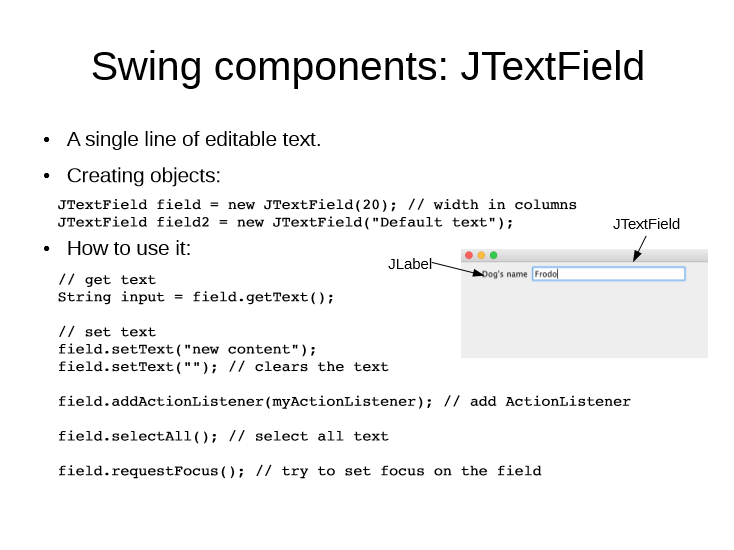 Swing components: JTextField
• A single line of editable text.
• Creating objects:
JTextField field = new JTextField(20); // width in columns
JTextField field2 = new JTextField("Default text");
JTextField
• How to use it:
JLabel
Dog's name Frodo
// get text
String input = field.getText();
// set text
field.setText("new content");
field.setText(""); // clears the text
field.addActionListener(myActionListener); // add ActionListener
field.selectAll(); // select all text
field.requestFocus(); // try to set focus on the field